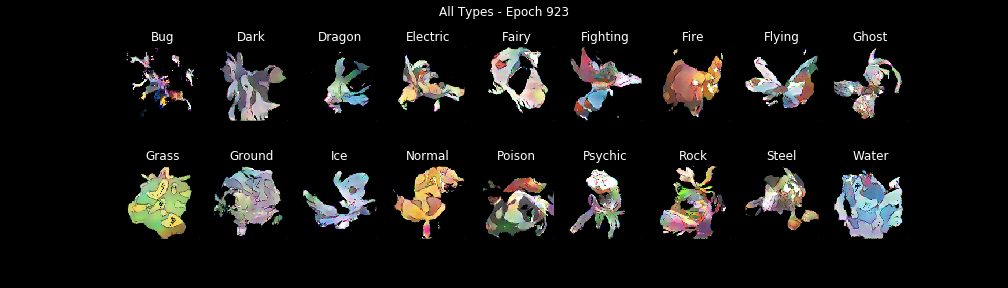 All Types - Epoch 923
Bug Dark Dragon Electric Fairy Fighting Fire Flying Ghost
Grass Ground Ice Normal Poison Psychic Rock Steel Water